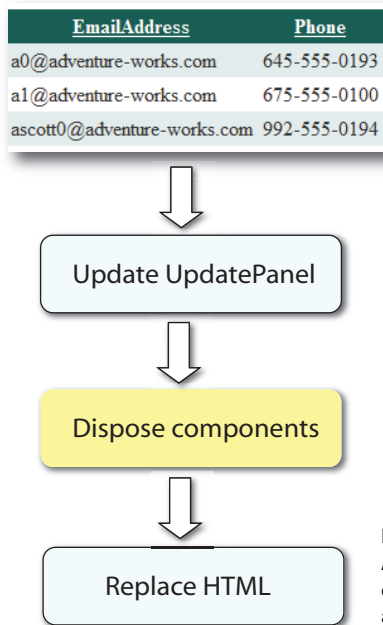 EmailAddress Phone
a0@adventure-works.com 645-555-0193
a1@adventure-works.com 675-555-0100
ascott0@adventure-works.com 992-555-0194
Update UpdatePanel
Dispose components
Replace HTML